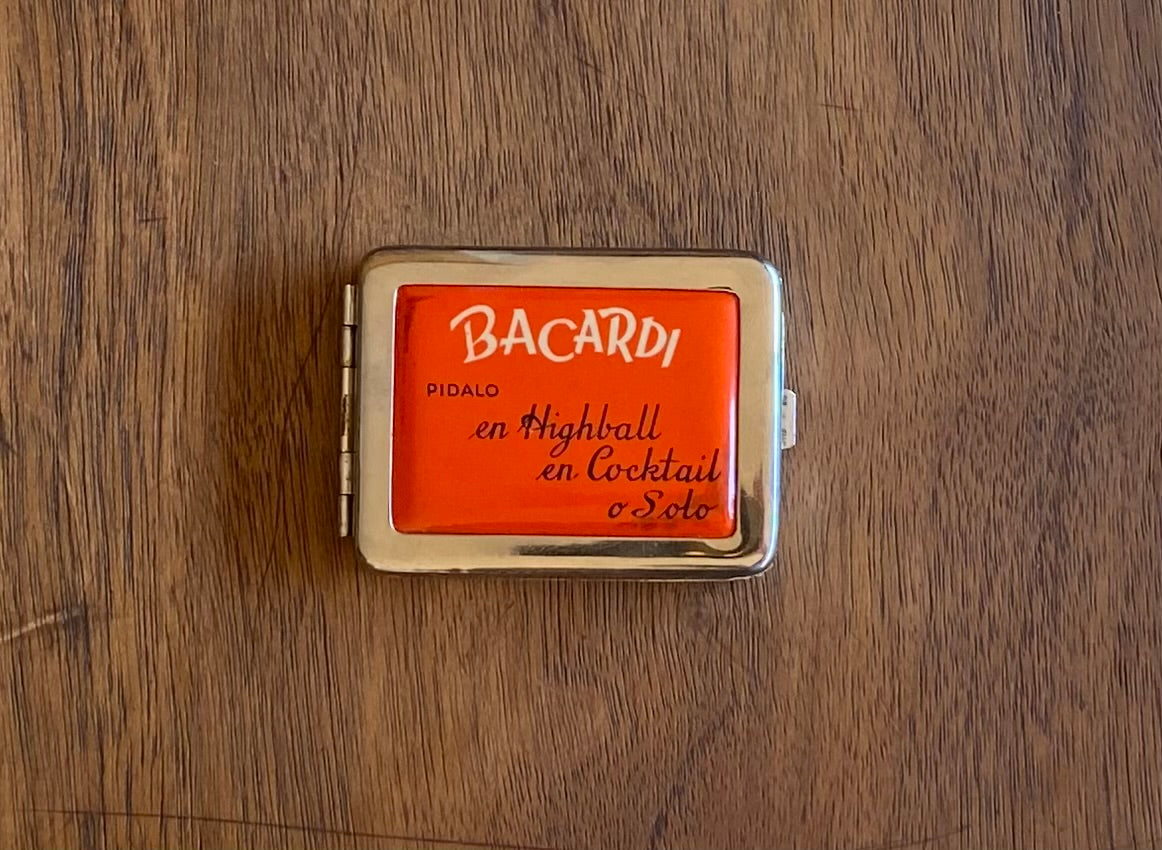 BACARDI
PIDALO
en Highball
en Cocktail
o Solo